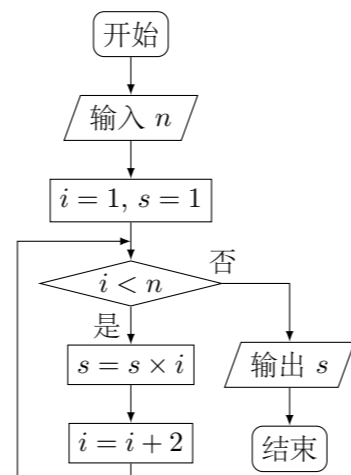 开始
输入 n
i = 1, s = 1
i < n
否
是
s = s × i
输出 s
i = i + 2
结束